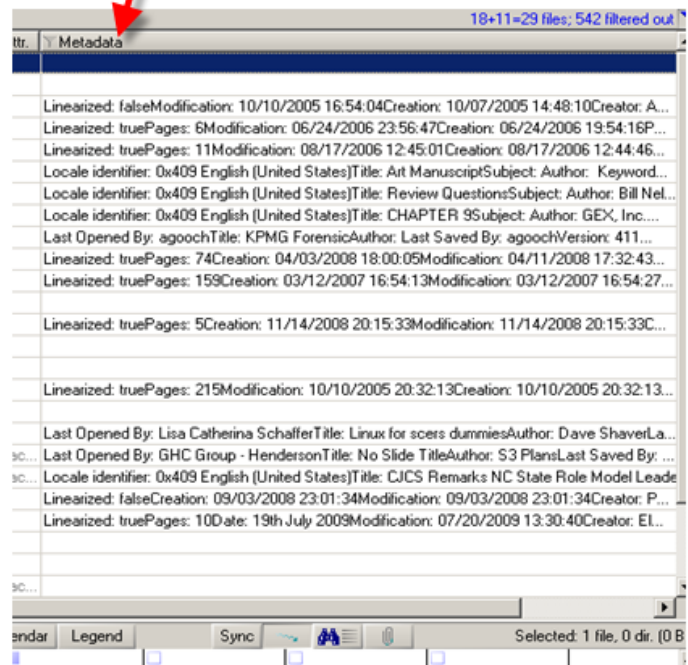 18+11=29 files; 542 filtered out
ttr. Metadata
Linearized: falseModification: 10/10/2005 16:54:04Creation: 10/07/2005 14:48:10Creator: A...
Linearized: truePages: 6Modification: 06/24/2006 23:56:47Creation: 06/24/2006 19:54:16P...
Linearized: truePages: 11Modification: 08/17/2006 12:45:01Creation: 08/17/2006 12:44:46...
Locale identifier: 0x409 English (United States)Title: Art ManuscriptSubject: Author:  Keyword...
Locale identifier: 0x409 English (United States)Title: Review QuestionsSubject: Author: Bill Nel...
Locale identifier: 0x409 English (United States)Title: CHAPTER 9Subject: Author: GEX, Inc....
Last Opened By: agoochTitle: KPMG ForensicAuthor: Last Saved By: agoochVersion: 411...
Linearized: truePages: 74Creation: 04/03/2008 18:00:05Modification: 04/11/2008 17:32:43...
Linearized: truePages: 159Creation: 03/12/2007 16:54:13Modification: 03/12/2007 16:54:27...
Linearized: truePages: 5Creation: 11/14/2008 20:15:33Modification: 11/14/2008 20:15:33C...
Linearized: truePages: 215Modification: 10/10/2005 20:32:13Creation: 10/10/2005 20:32:13...
Last Opened By: Lisa Catherina SchafferTitle: Linux for scers dummiesAuthor: Dave ShaverLa...
ac... Last Opened By: GHC Group - HendersonTitle: No Slide TitleAuthor: S3 PlansLast Saved By: ...
ac... Locale identifier: 0x409 English (United States)Title: CJCS Remarks NC State Role Model Leade
Linearized: falseCreation: 09/03/2008 23:01:34Modification: 09/03/2008 23:01:34Creator: P...
Linearized: truePages: 10Date: 19th July 2009Modification: 07/20/2009 13:30:40Creator: El...
ac...
endar Legend Sync Selected: 1 file, 0 dir. (0 B